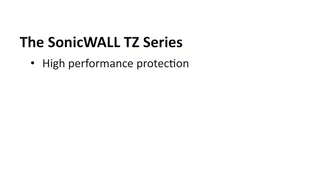 The SonicWALL TZ Series
• High performance protection